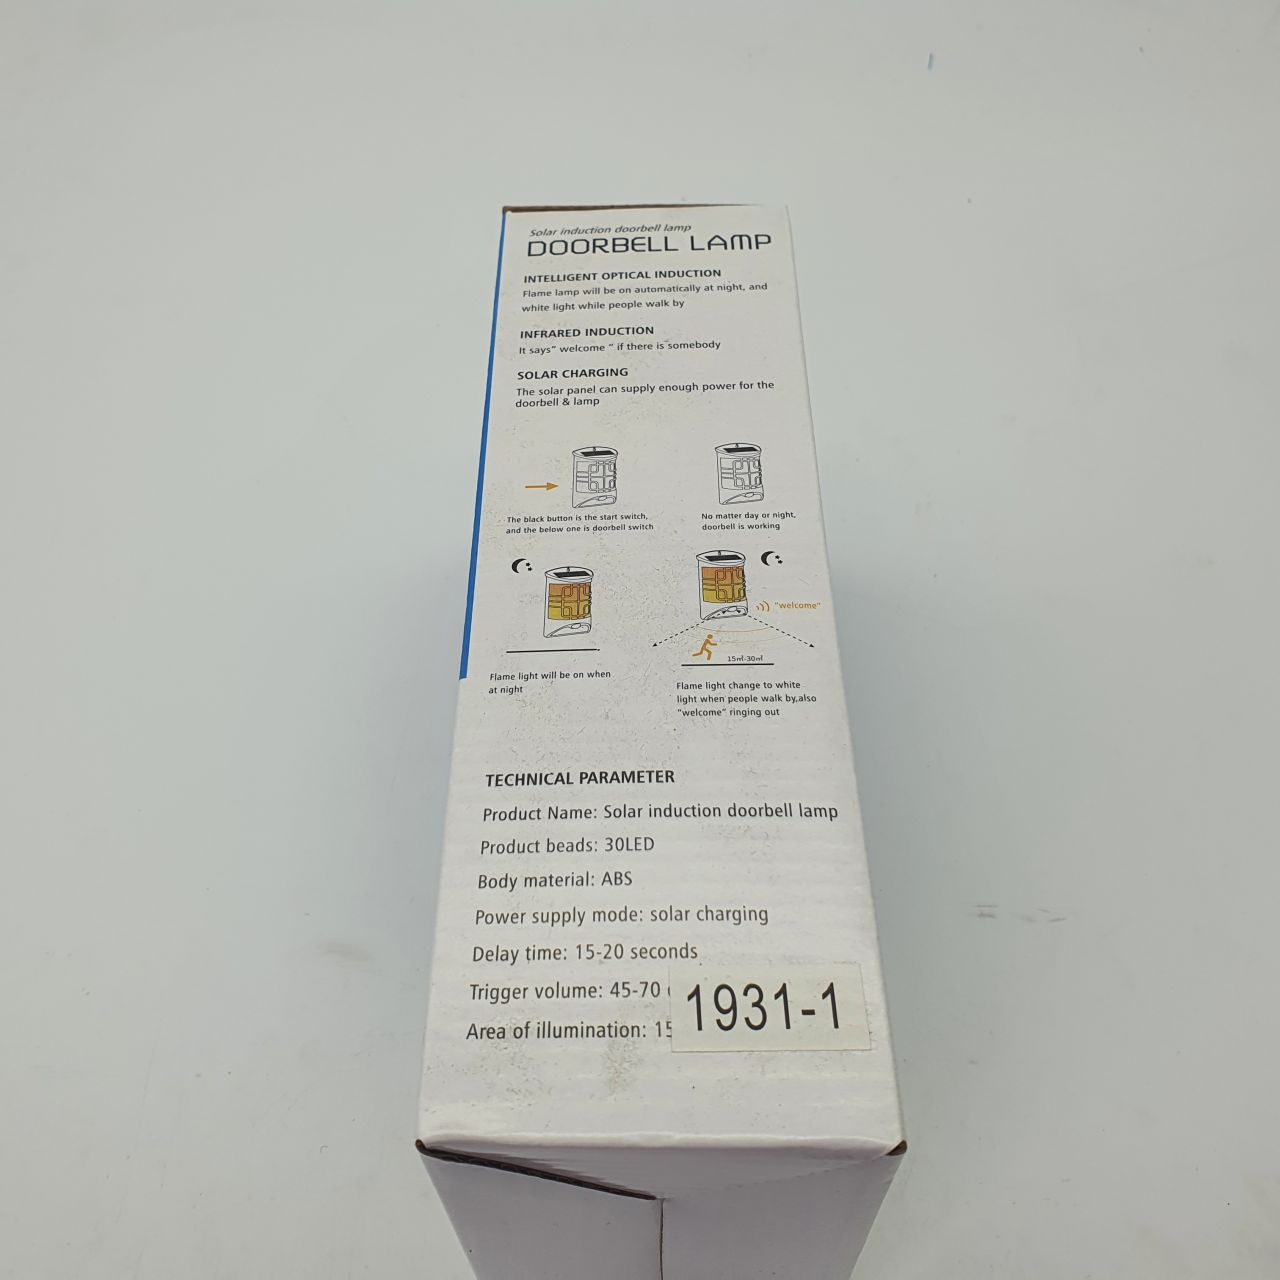 Solar induction doorbell lamp
DOORBELL LAMP
INTELLIGENT OPTICAL INDUCTION
Flame lamp will be on automatically at night, and
white light while people walk by
INFRARED INDUCTION
It says" welcome " if there is somebody
SOLAR CHARGING
The solar panel can supply enough power for the
doorbell & lamp
The black button is the start switch,
and the below one is doorbell switch
No matter day or night,
doorbell is working
"welcome"
15㎡-30㎡
Flame light will be on when
at night
Flame light change to white
light when people walk by,also
"welcome" ringing out
TECHNICAL PARAMETER
Product Name: Solar induction doorbell lamp
Product beads: 30LED
Body material: ABS
Power supply mode: solar charging
Delay time: 15-20 seconds
Trigger volume: 45-70
Area of illumination: 15
1931-1